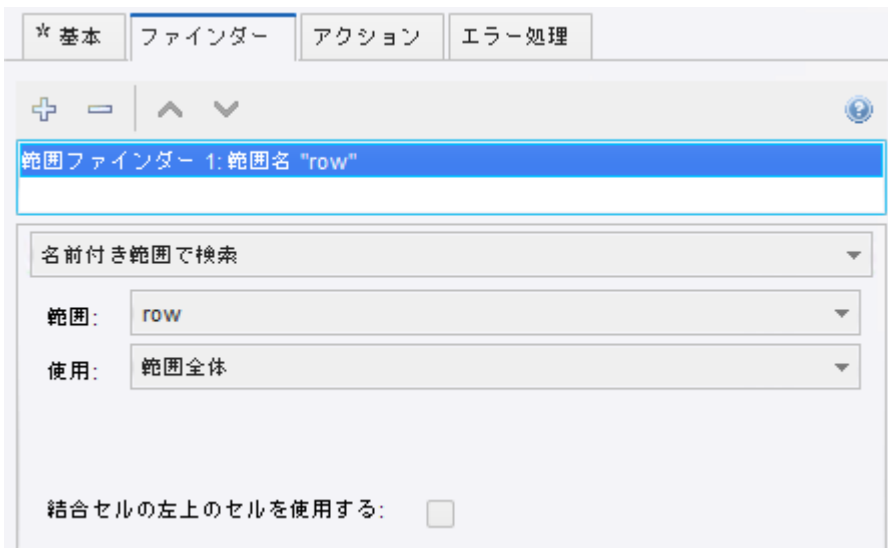 * 基本 ファインダー アクション エラー処理
範囲ファインダー 1: 範囲名 "row"
名前付き範囲で検索
範囲: row
使用: 範囲全体
結合セルの左上のセルを使用する: